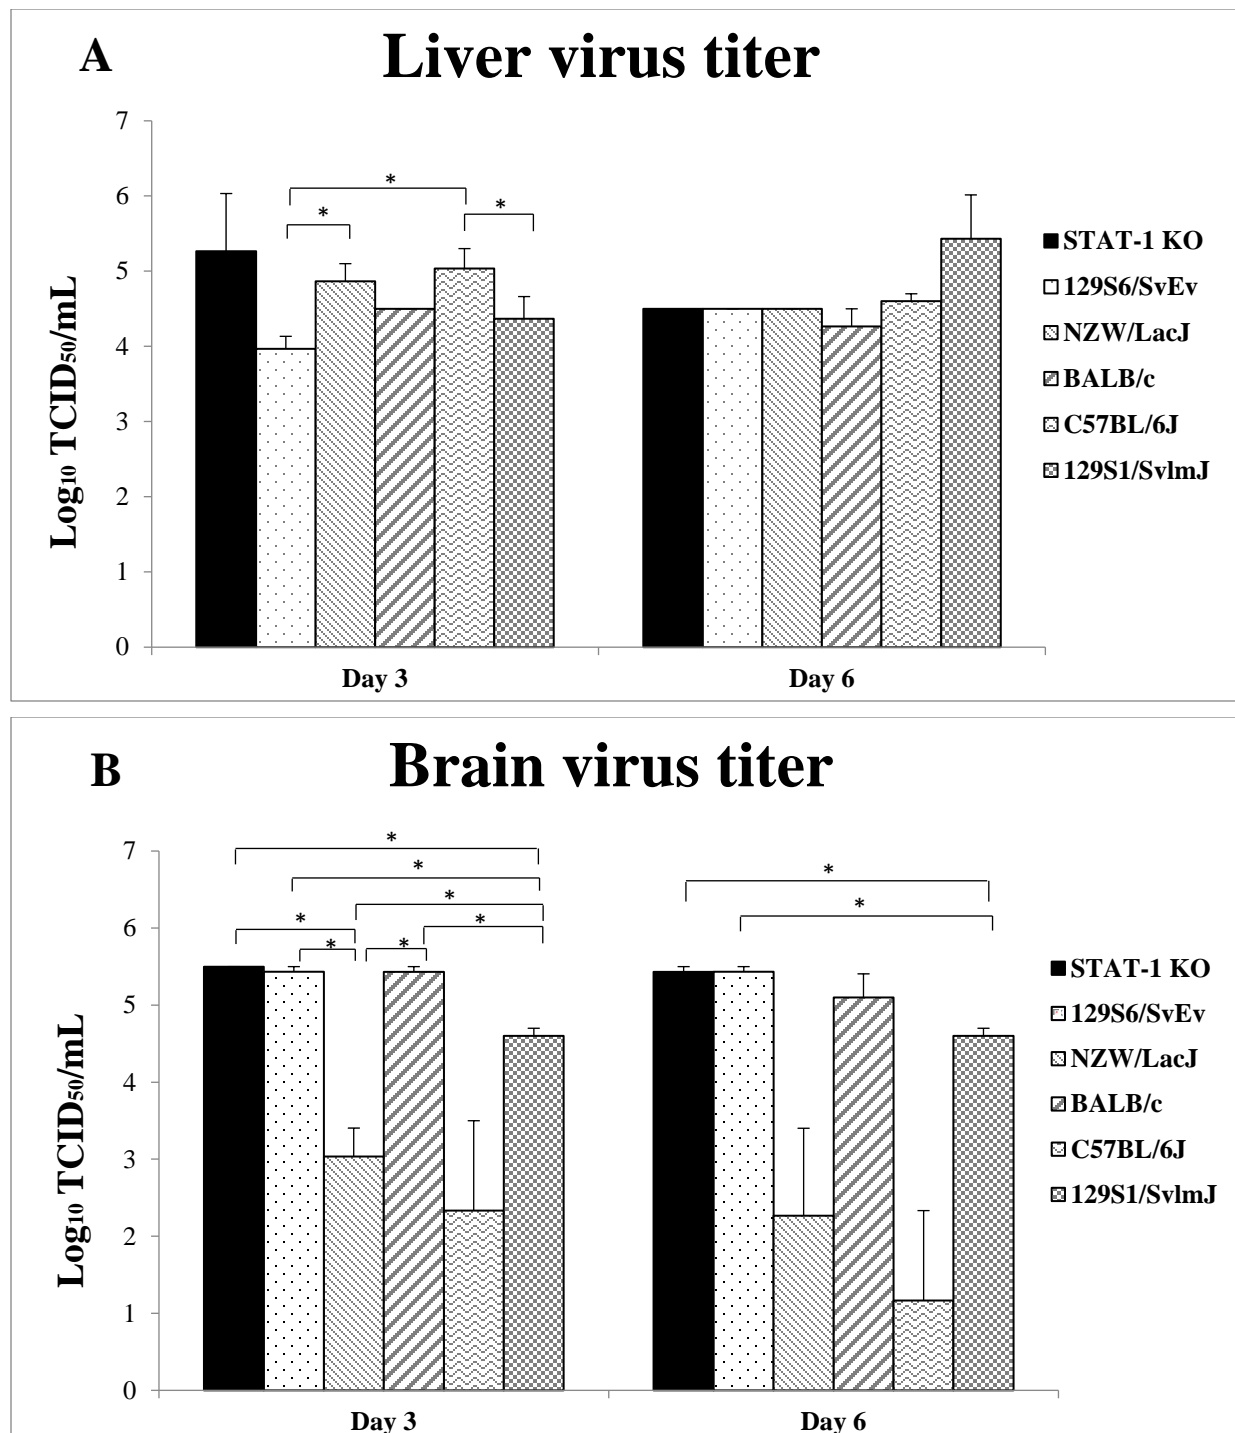 A
Liver virus titer
Log₁₀ TCID₅₀/mL
7
6
5
4
3
2
1
0
*
*
*
Day 3
Day 6
STAT-1 KO
129S6/SvEv
NZW/LacJ
BALB/c
C57BL/6J
129S1/SvlmJ
B
Brain virus titer
Log₁₀ TCID₅₀/mL
7
6
5
4
3
2
1
0
*
*
*
*
*
*
*
*
*
Day 3
Day 6
STAT-1 KO
129S6/SvEv
NZW/LacJ
BALB/c
C57BL/6J
129S1/SvlmJ